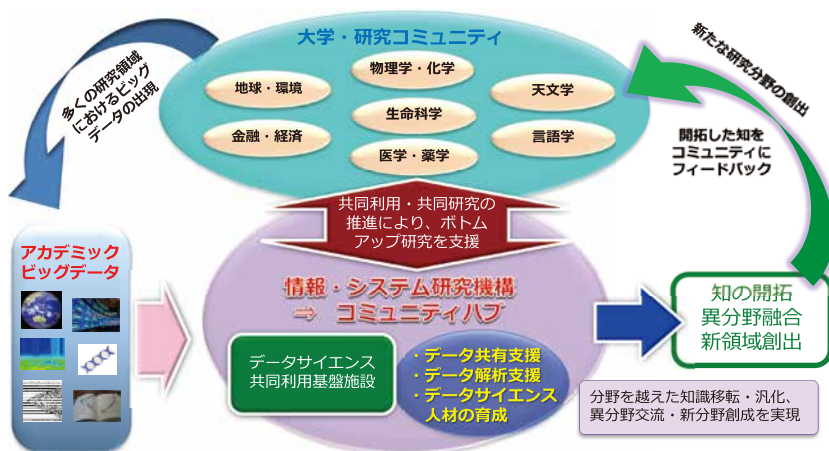 大学・研究コミュニティ
物理学・化学
地球・環境
天文学
生命科学
金融・経済
言語学
医学・薬学
多くの研究領域
におけるビッグ
データの出現
新たな研究分野の創出
開拓した知を
コミュニティに
フィードバック
共同利用・共同研究の
推進により、ボトム
アップ研究を支援
アカデミック
ビッグデータ
情報・システム研究機構
⇒ コミュニティハブ
データサイエンス
共同利用基盤施設
・データ共有支援
・データ解析支援
・データサイエンス
人材の育成
知の開拓
異分野融合
新領域創出
分野を越えた知識移転・汎化、
異分野交流・新分野創成を実現